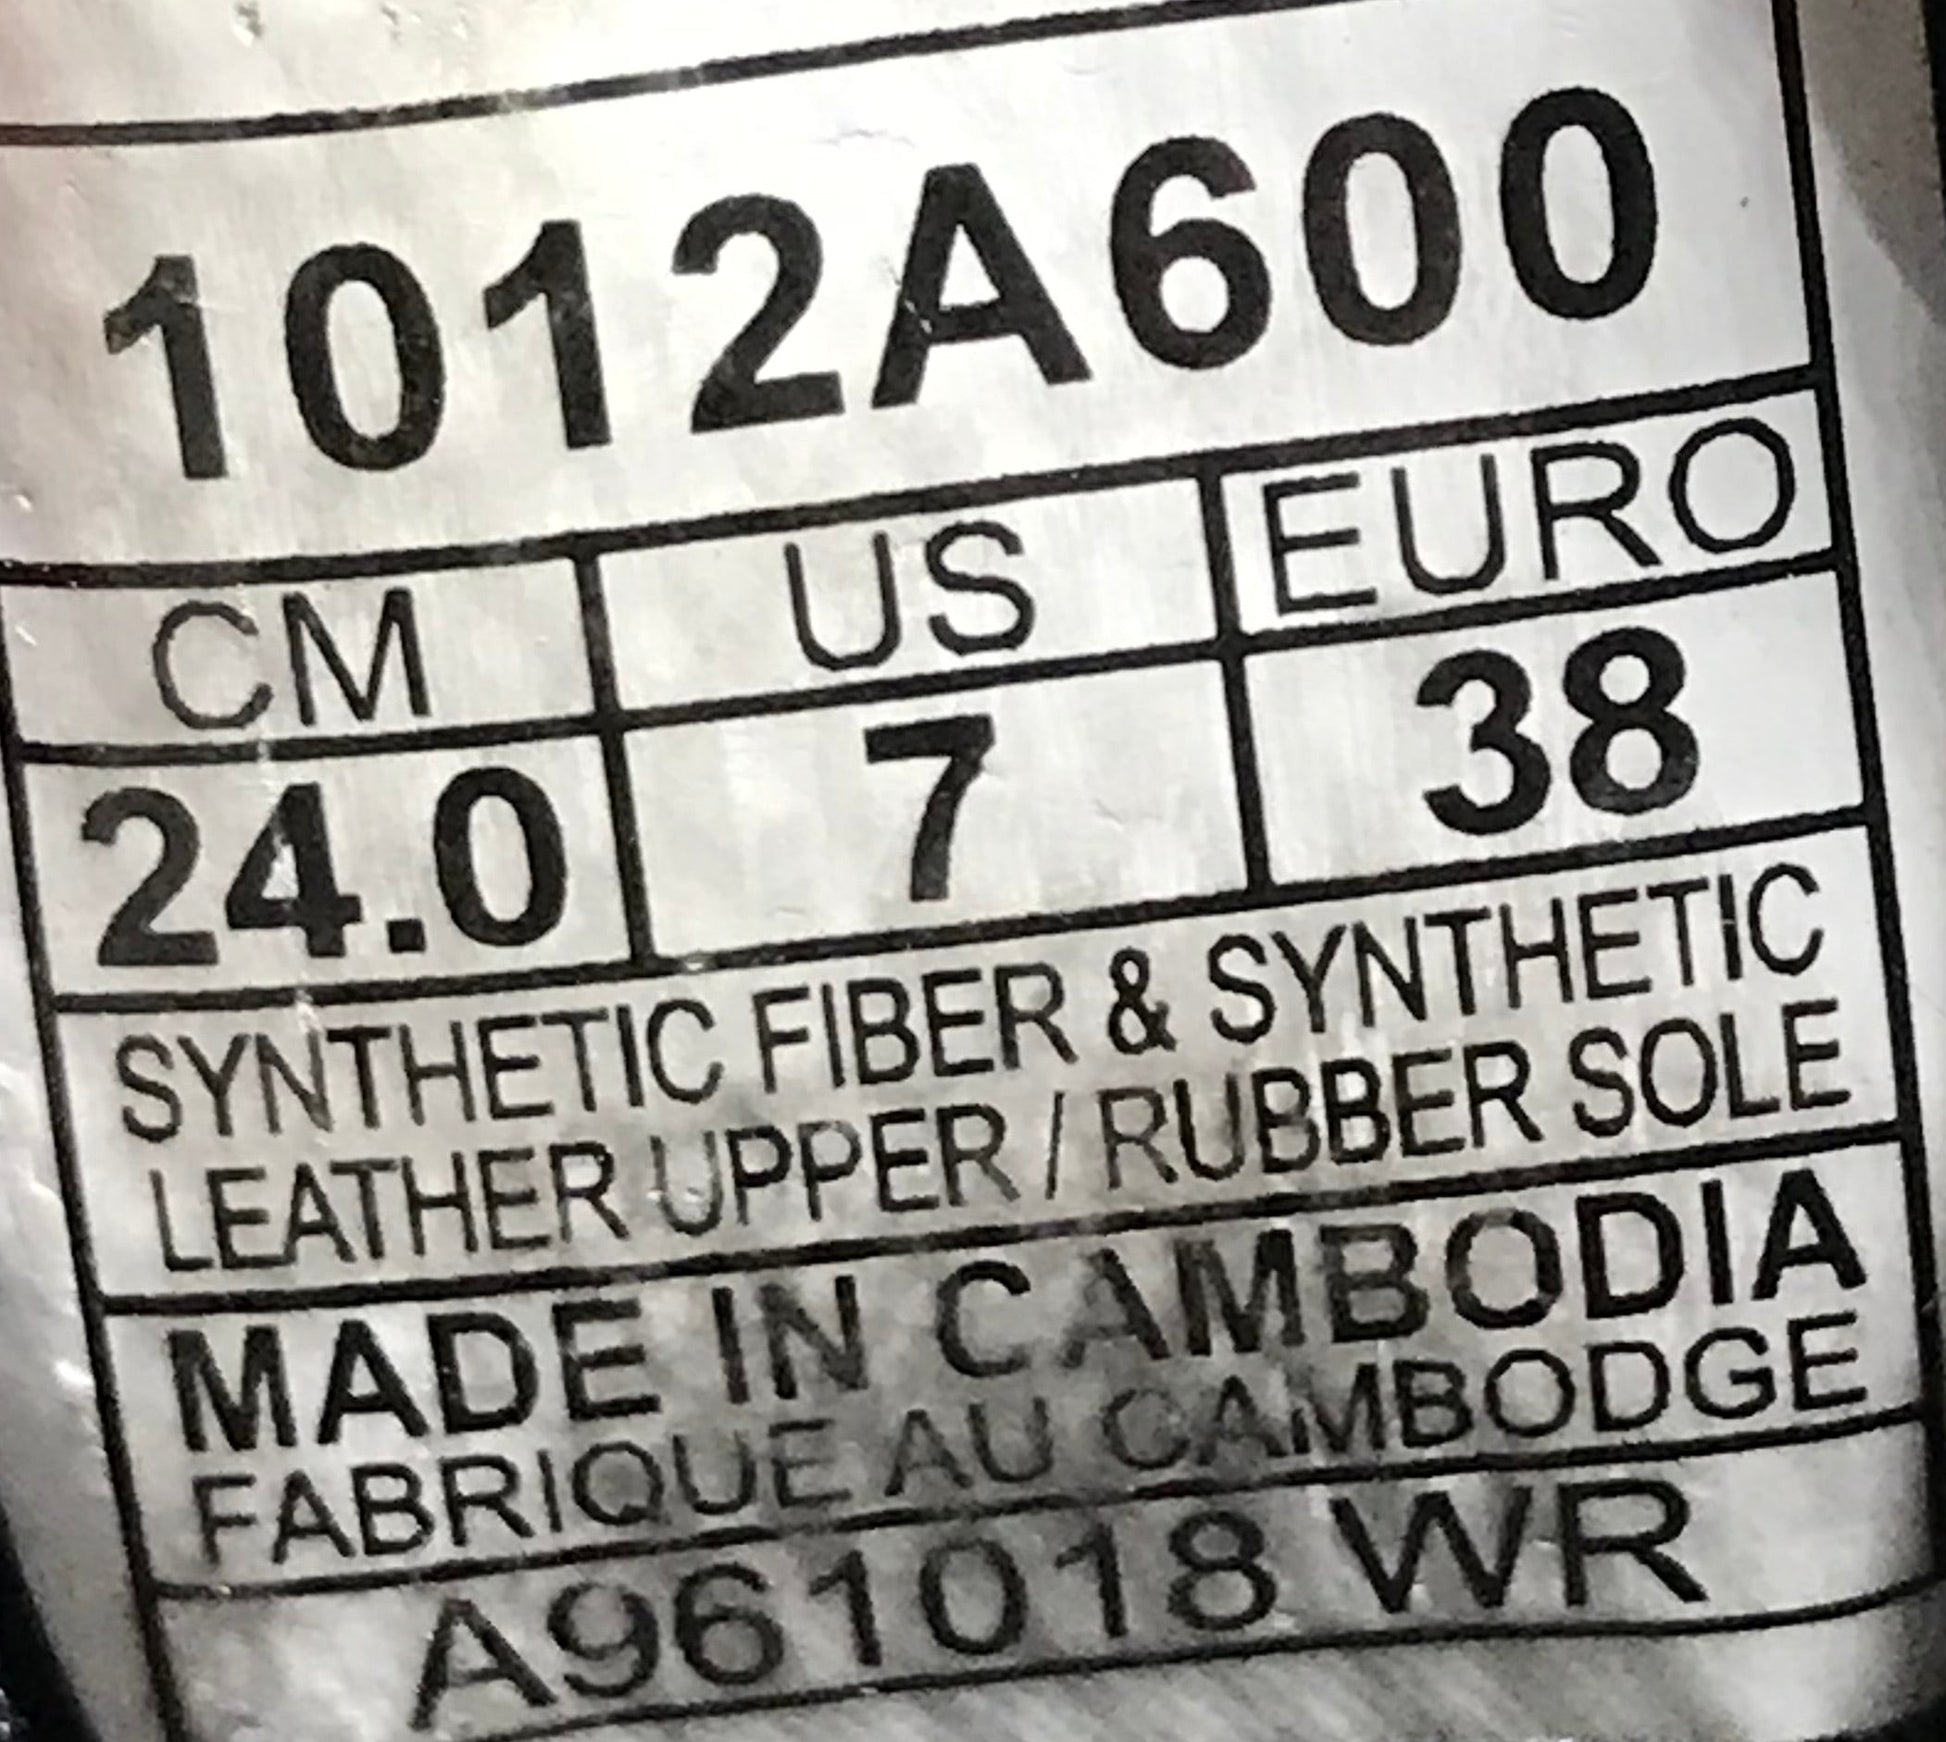 1012A600
CM US EURO
24.0 7 38
SYNTHETIC FIBER & SYNTHETIC
LEATHER UPPER / RUBBER SOLE
MADE IN CAMBODIA
FABRIQUE AU CAMBODGE
A961018 WR